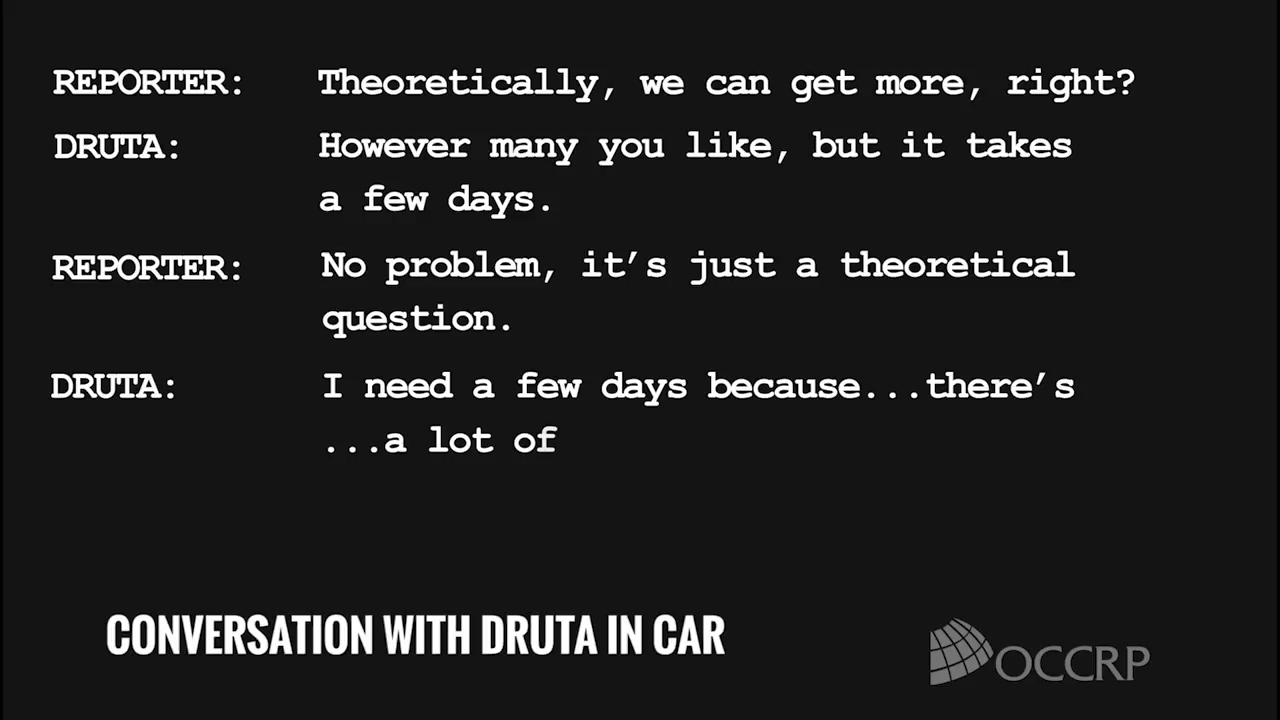 REPORTER: Theoretically, we can get more, right?
DRUTA: However many you like, but it takes
a few days.
REPORTER: No problem, it’s just a theoretical
question.
DRUTA: I need a few days because...there’s
...a lot of
CONVERSATION WITH DRUTA IN CAR
OCCRP